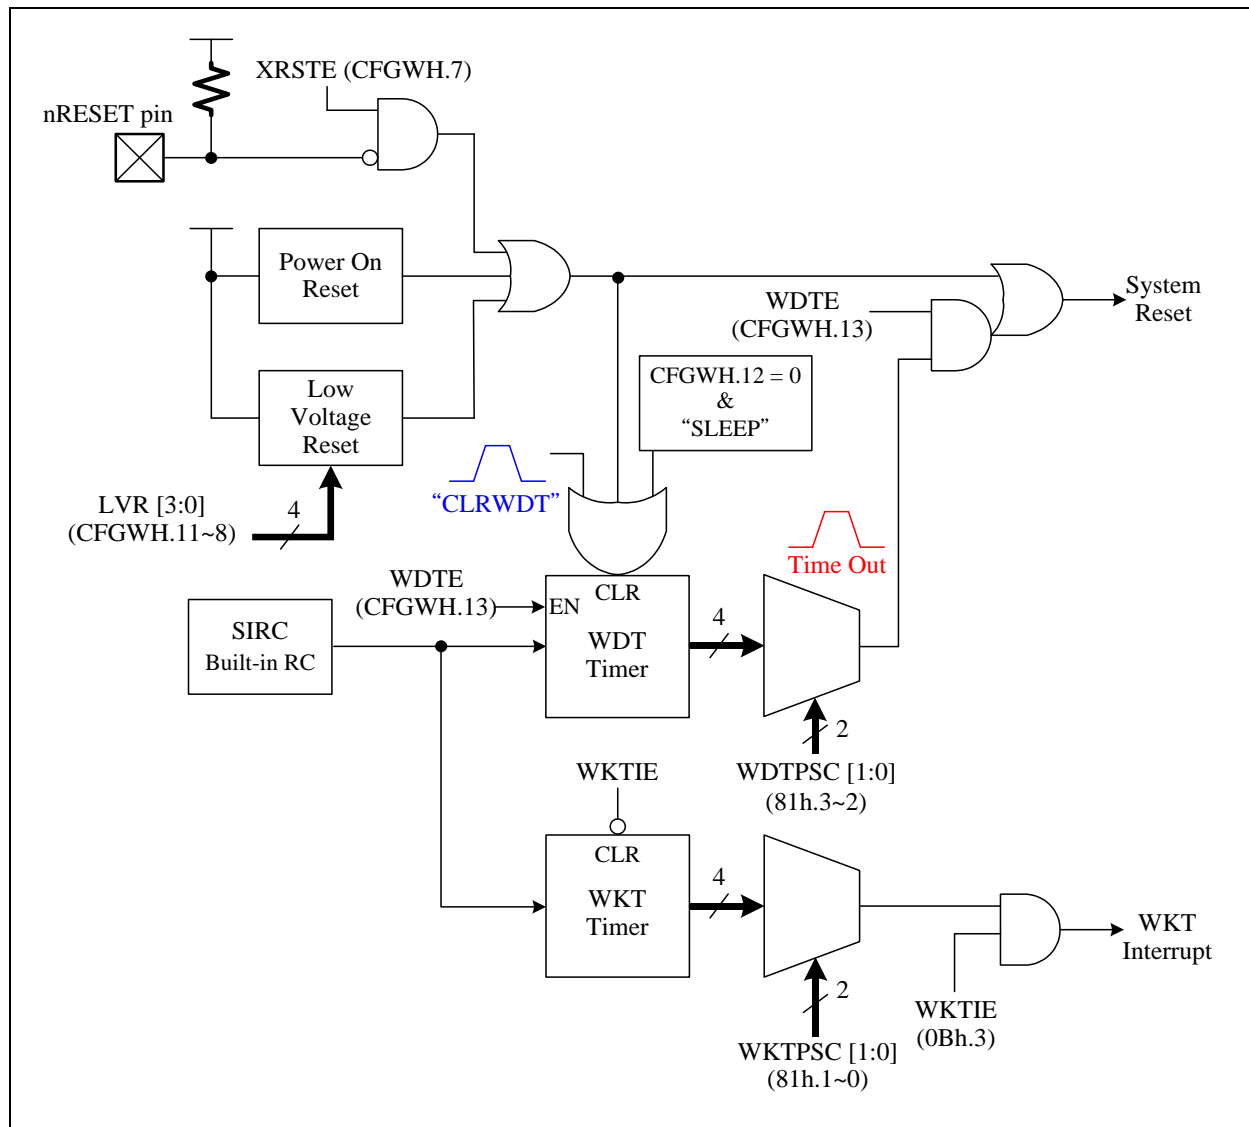 XRSTE (CFGWH.7)
nRESET pin
Power On
Reset
System
Reset
WDTE
(CFGWH.13)
CFGWH.12 = 0
&
“SLEEP”
Low
Voltage
Reset
“CLRWDT”
LVR [3:0]
(CFGWH.11~8)
4
Time Out
WDTE
(CFGWH.13)
CLR
EN
WDT
Timer
4
SIRC
Built-in RC
2
WDTPSC [1:0]
(81h.3~2)
WKTIE
CLR
WKT
Timer
4
WKT
Interrupt
2
WKTIE
(0Bh.3)
WKTPSC [1:0]
(81h.1~0)